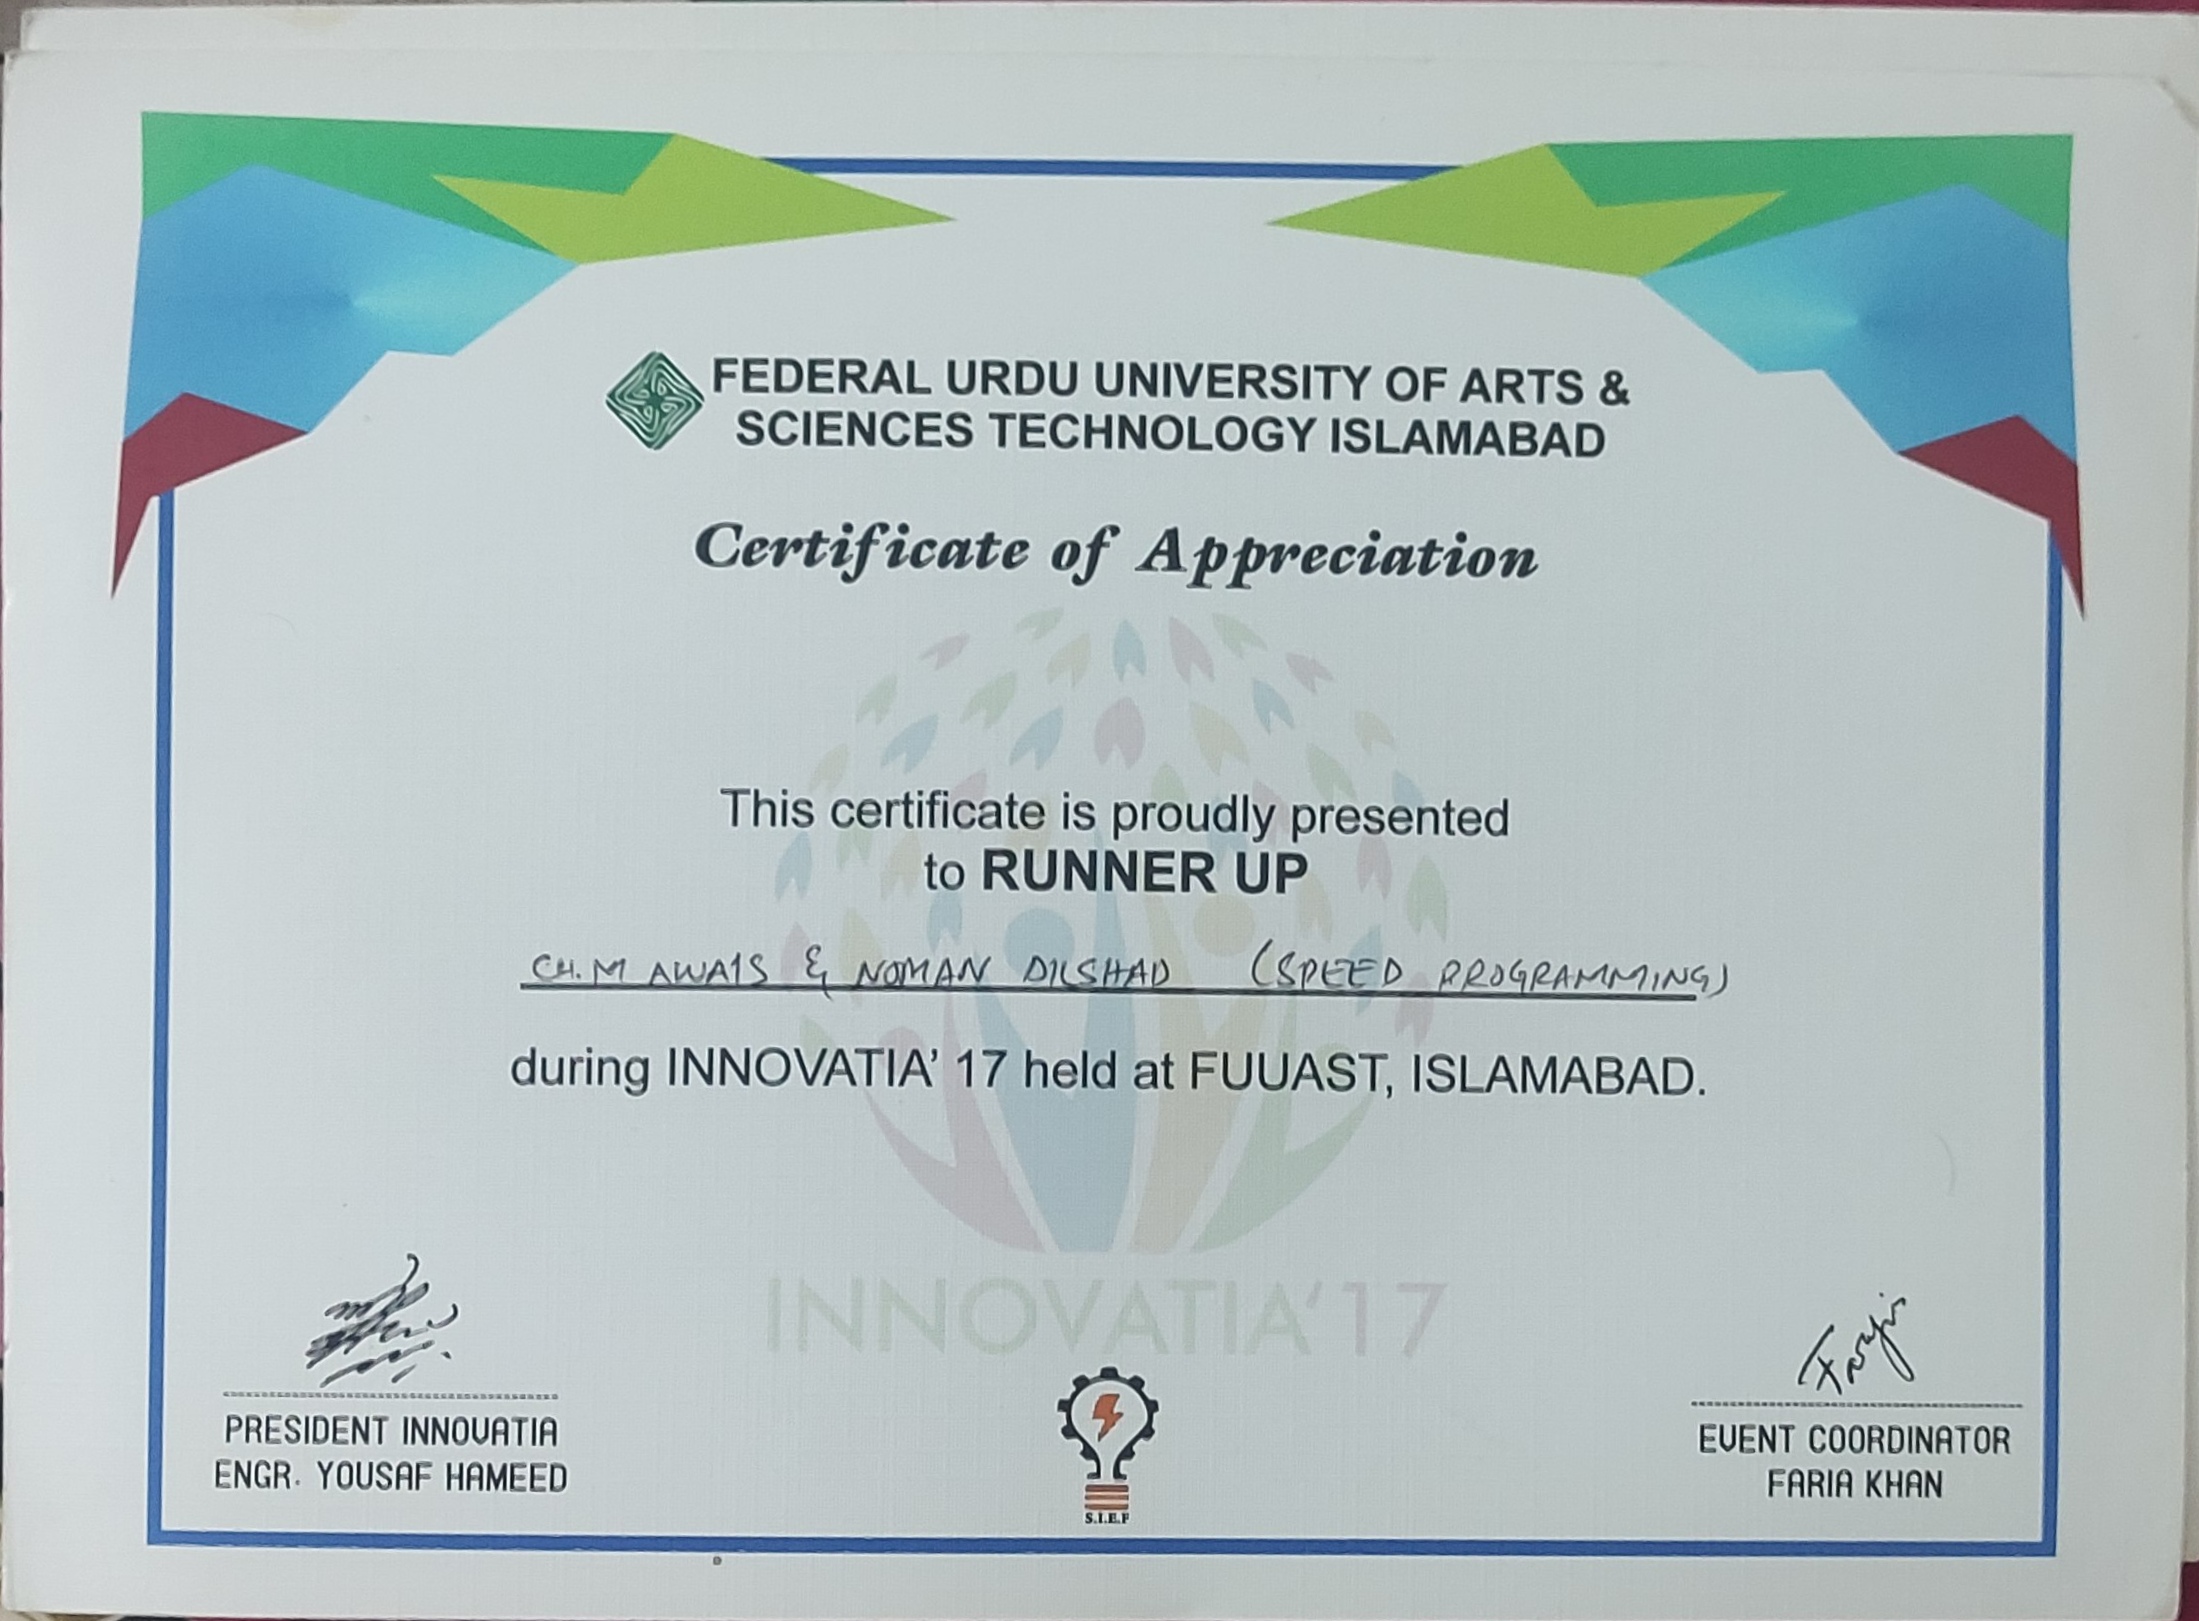 FEDERAL URDU UNIVERSITY OF ARTS &
SCIENCES TECHNOLOGY ISLAMABAD
Certificate of Appreciation
This certificate is proudly presented
to RUNNER UP
CH. M AWAIS & NOMAN DILSHAD (SPEED PROGRAMMING)
during INNOVATIA' 17 held at FUUAST, ISLAMABAD.
INNOVATIA'17
PRESIDENT INNOVATIA
ENGR. YOUSAF HAMEED
S.I.E.F
EVENT COORDINATOR
FARIA KHAN